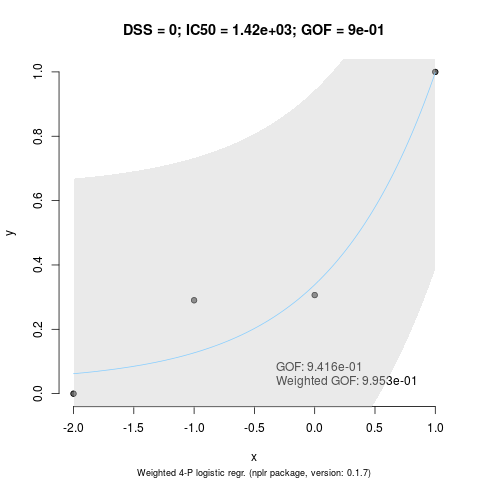 DSS = 0; IC50 = 1.42e+03; GOF = 9e-01
1.0
0.8
0.6
y
0.4
0.2
0.0
GOF: 9.416e-01
Weighted GOF: 9.953e-01
-2.0 -1.5 -1.0 -0.5 0.0 0.5 1.0
x
Weighted 4-P logistic regr. (nplr package, version: 0.1.7)